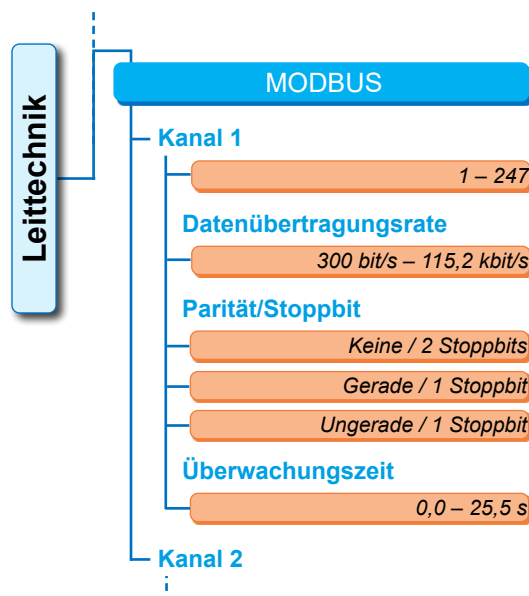 Leittechnik
MODBUS
Kanal 1
1 – 247
Datenübertragungsrate
300 bit/s – 115,2 kbit/s
Parität/Stoppbit
Keine / 2 Stoppbits
Gerade / 1 Stoppbit
Ungerade / 1 Stoppbit
Überwachungszeit
0,0 – 25,5 s
Kanal 2